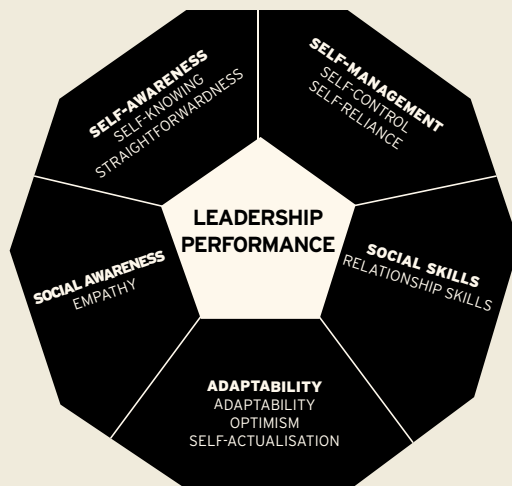 SELF-AWARENESS
SELF-KNOWING
STRAIGHTFORWARDNESS
SELF-MANAGEMENT
SELF-CONTROL
SELF-RELIANCE
LEADERSHIP
PERFORMANCE
SOCIAL AWARENESS
EMPATHY
SOCIAL SKILLS
RELATIONSHIP SKILLS
ADAPTABILITY
ADAPTABILITY
OPTIMISM
SELF-ACTUALISATION